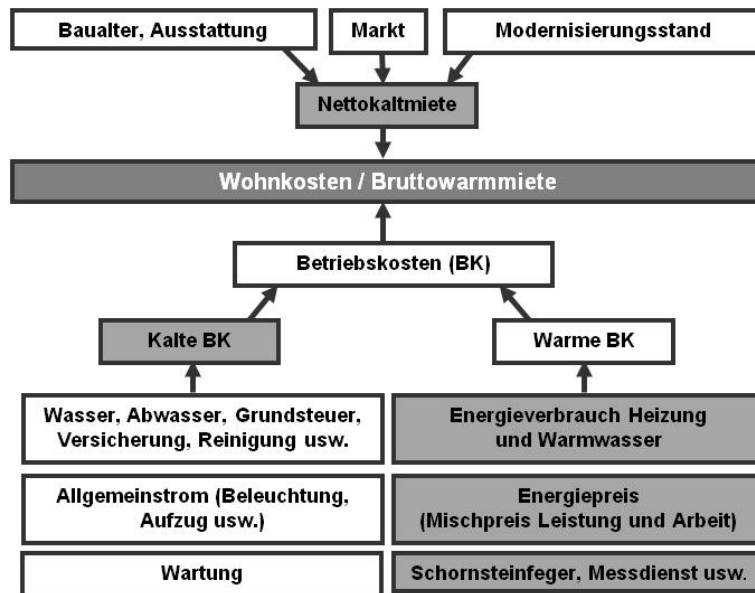 Baualter, Ausstattung
Markt
Modernisierungsstand
Nettokaltmiete
Wohnkosten / Bruttowarmmiete
Betriebskosten (BK)
Kalte BK
Warme BK
Wasser, Abwasser, Grundsteuer,
Versicherung, Reinigung usw.
Energieverbrauch Heizung
und Warmwasser
Allgemeinstrom (Beleuchtung,
Aufzug usw.)
Energiepreis
(Mischpreis Leistung und Arbeit)
Wartung
Schornsteinfeger, Messdienst usw.